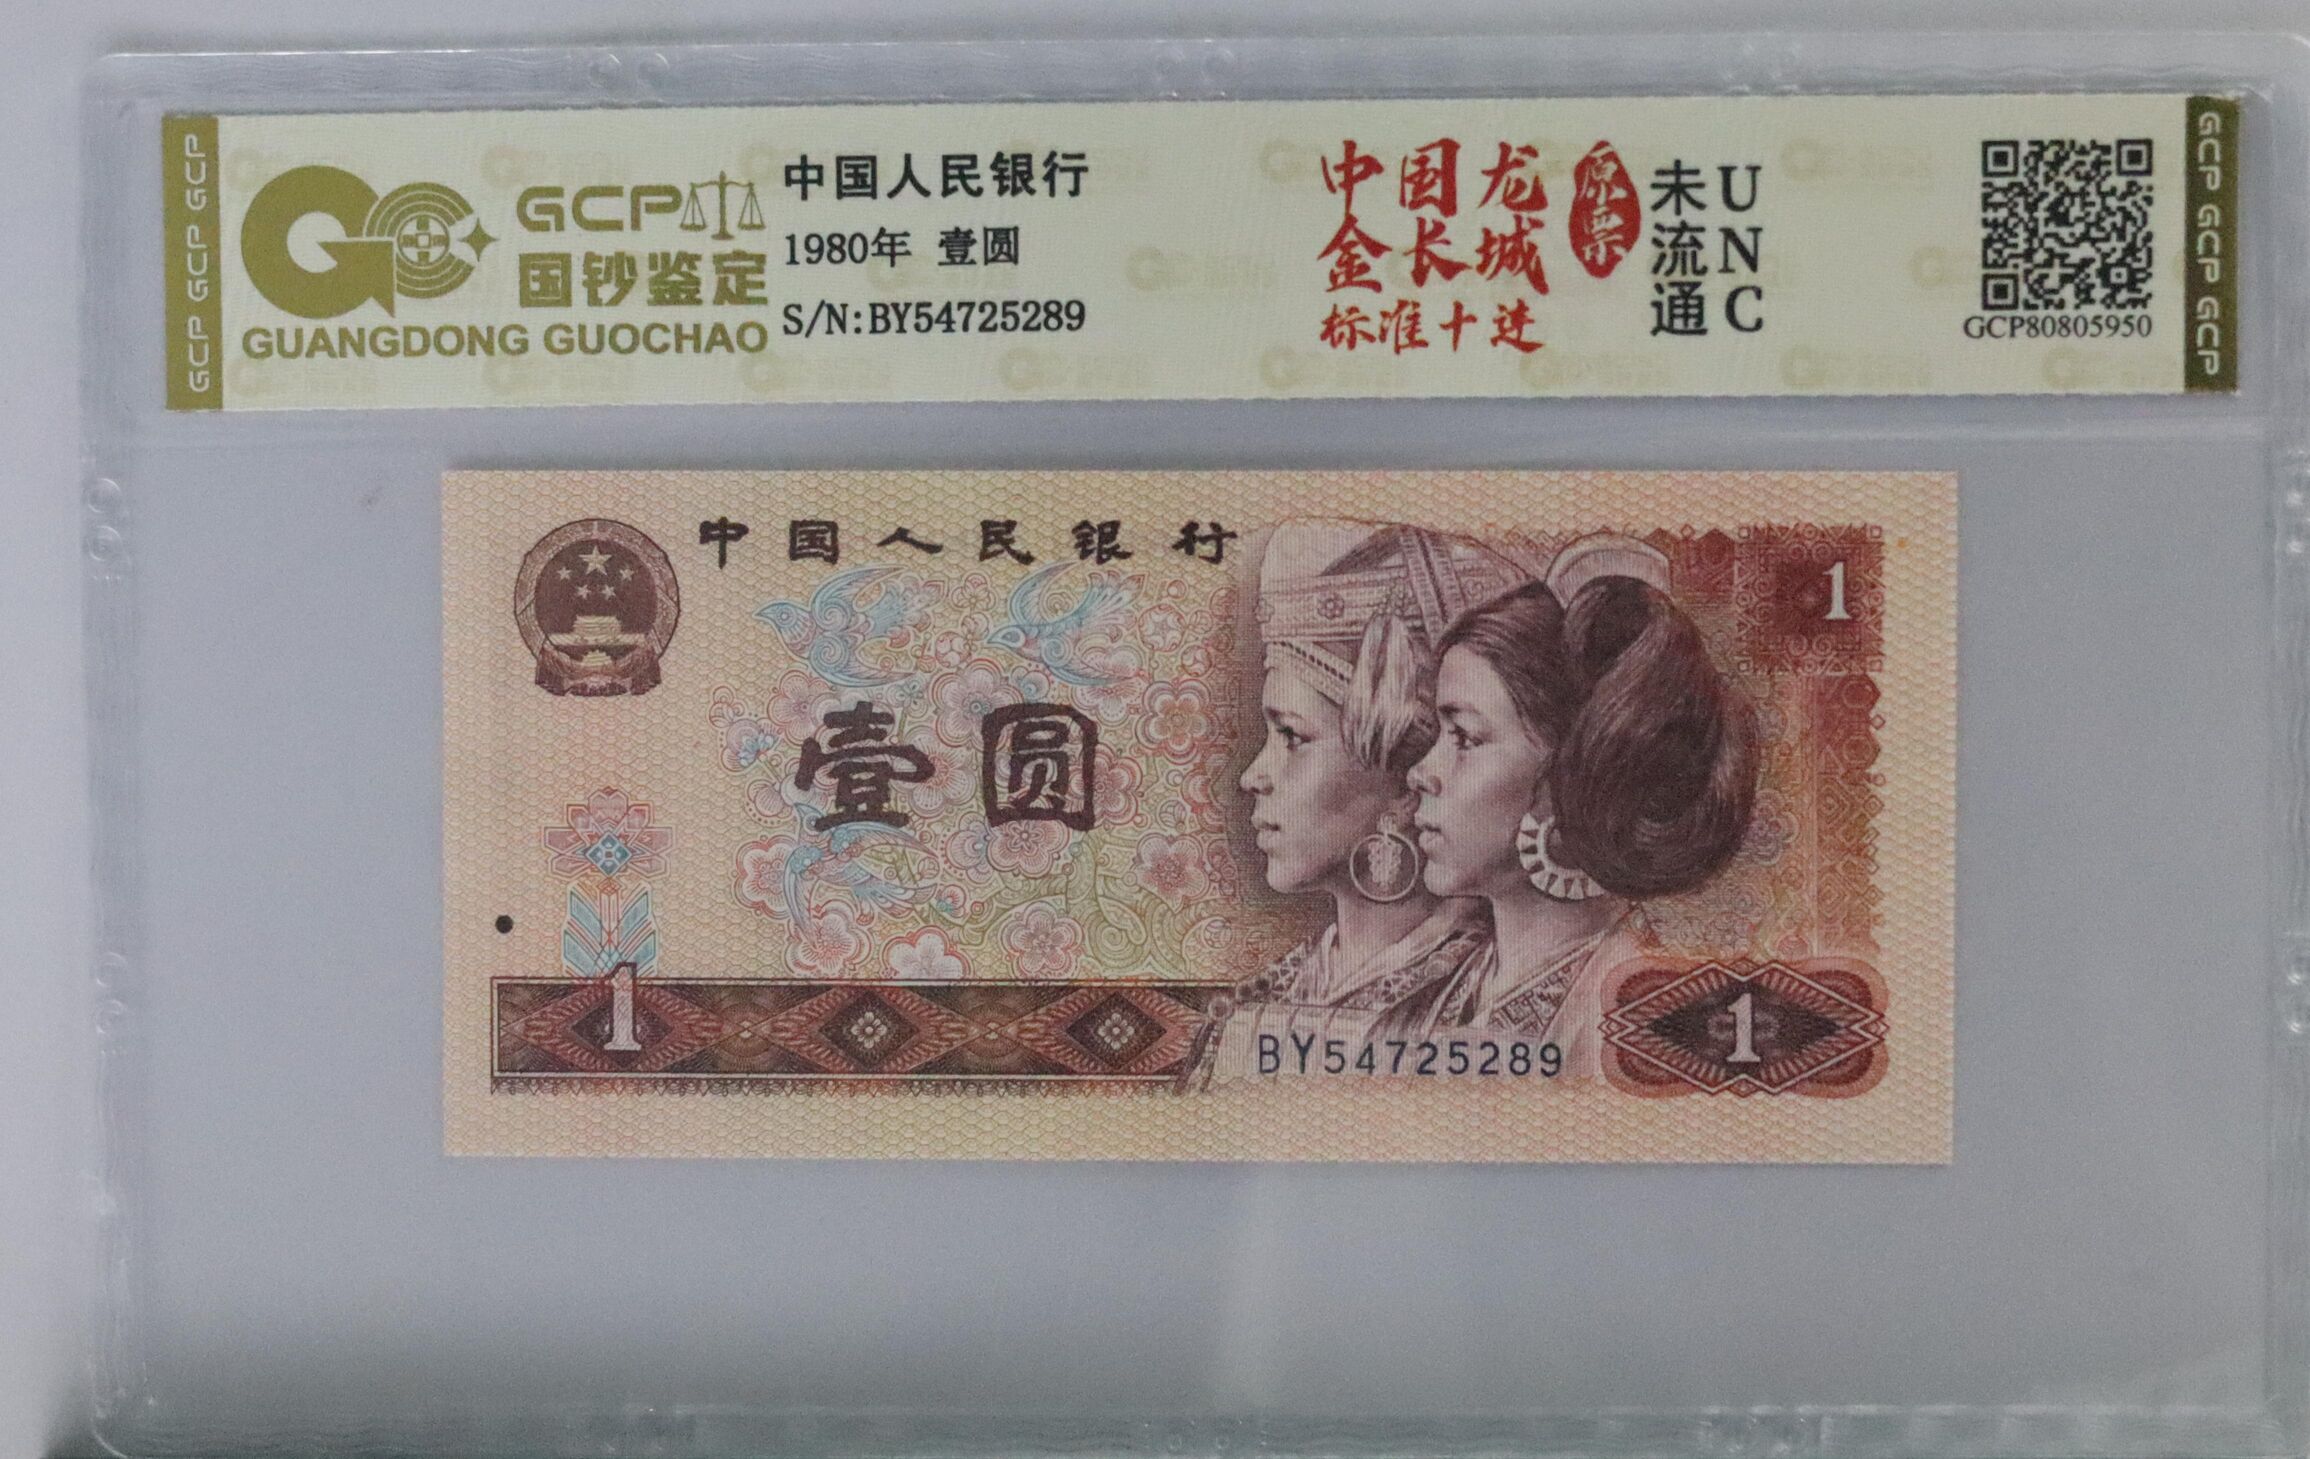 GCP GCP GCP
GCP
国钞鉴定
GUANGDONG GUOCHAO
中国人民银行
1980年 壹圆
S/N:BY54725289
中国龙
金长城
标准十进
原票
未流通
UNC
GCP80805950
GCP GCP GCP
中国人民银行
壹圆
1
1
BY54725289
1